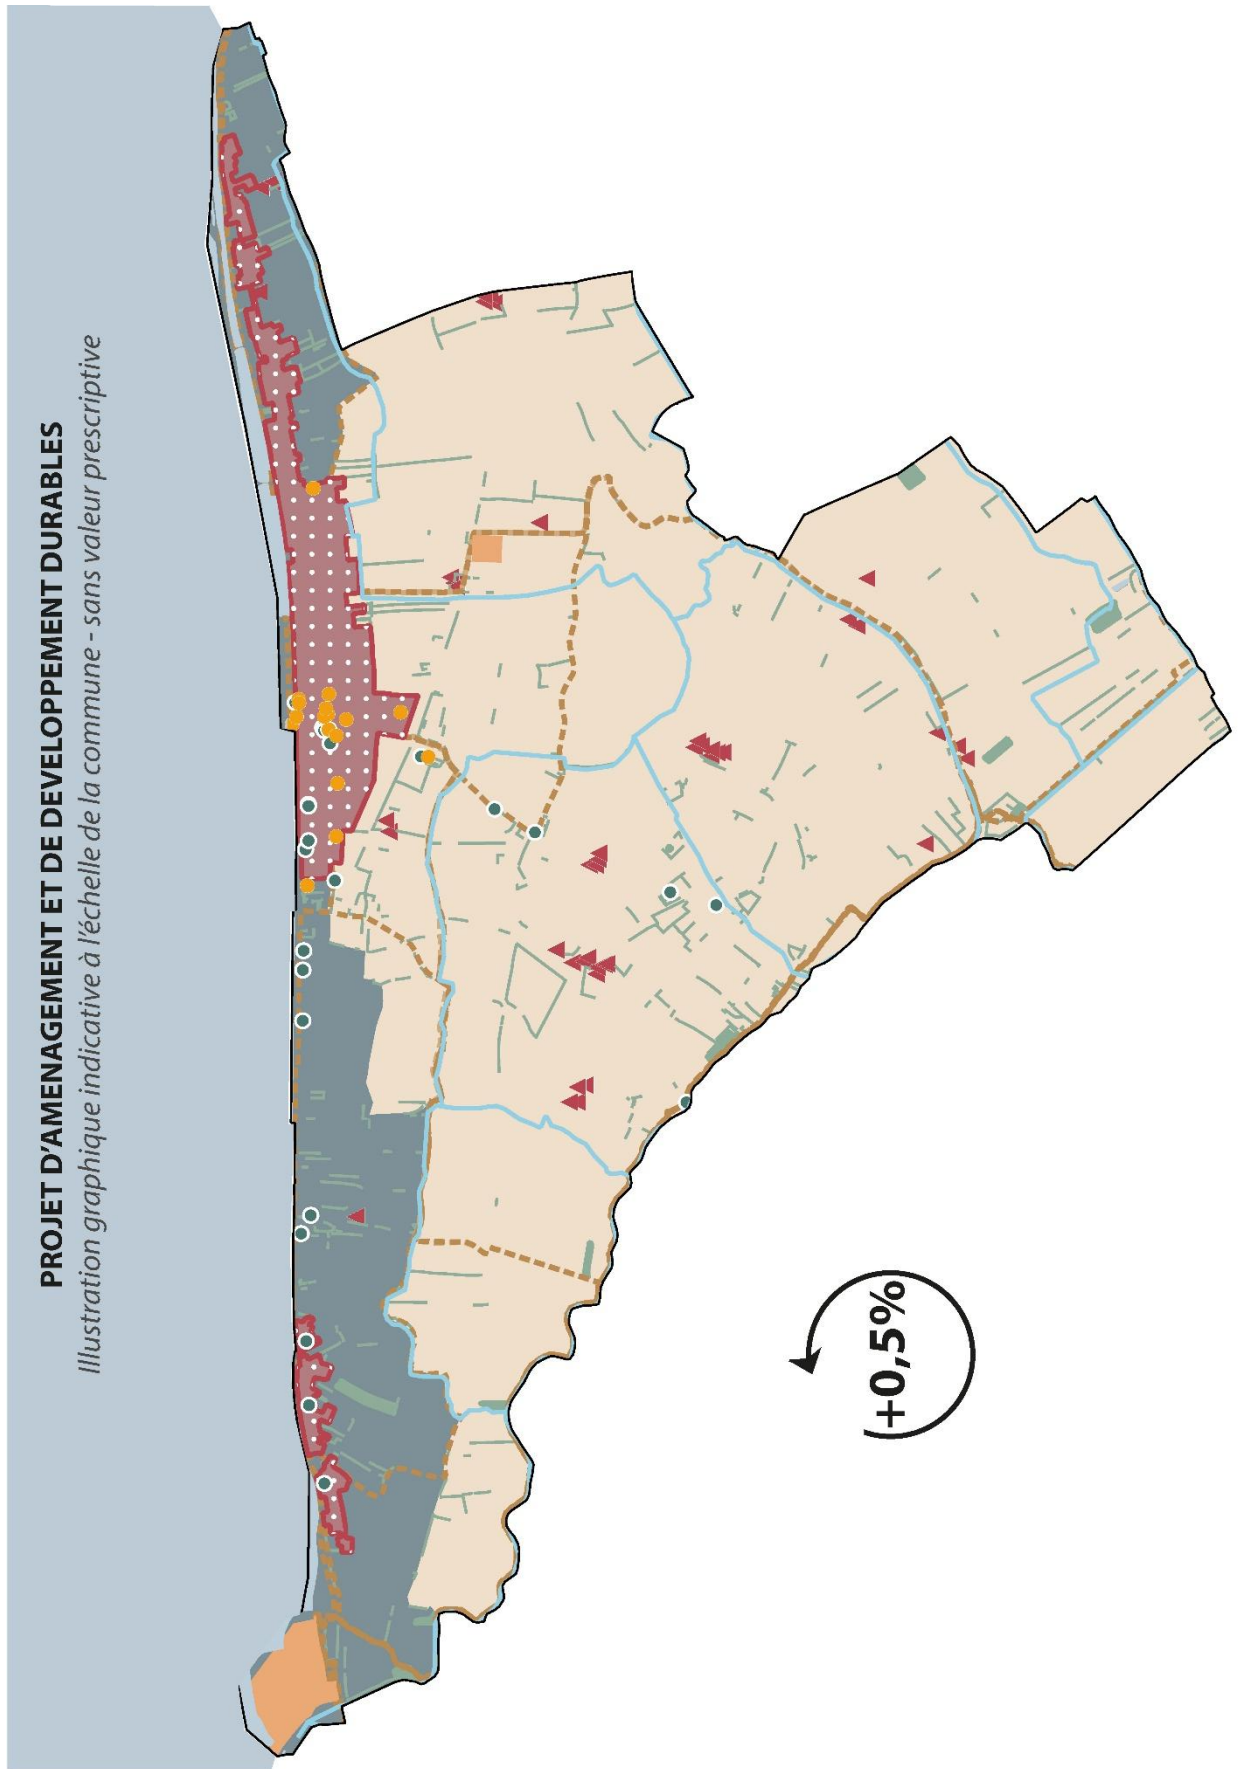 PROJET D'AMENAGEMENT ET DE DEVELOPPEMENT DURABLES
Illustration graphique indicative à l'échelle de la commune - sans valeur prescriptive
+0,5%